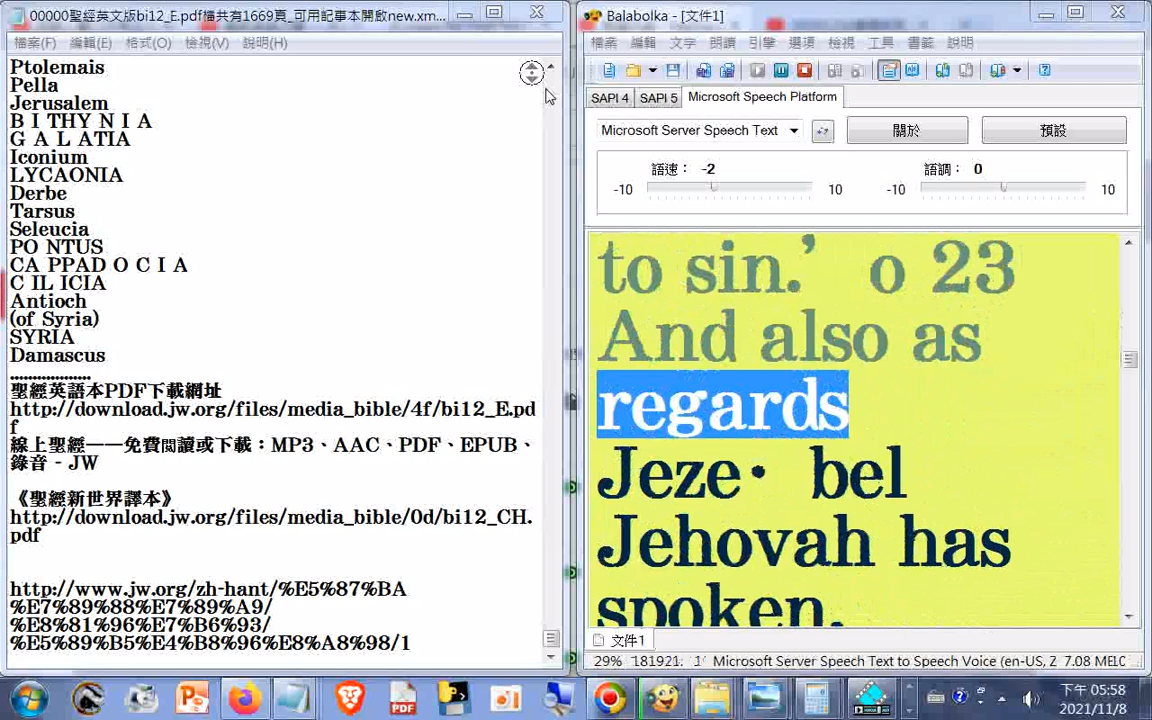 00000聖經英文版bi12_E.pdf檔共有1669頁_可用記事本開啟new.xm...
檔案(F) 編輯(E) 格式(O) 檢視(V) 說明(H)
Ptolemais
Pella
Jerusalem
B I THY N I A
G A L ATIA
Iconium
LYCAONIA
Derbe
Tarsus
Seleucia
PO NTUS
CA PPAD O C I A
C IL ICIA
Antioch
(of Syria)
SYRIA
Damascus
..................
聖經英語本PDF下載網址
http://download.jw.org/files/media_bible/4f/bi12_E.pd
f
線上聖經——免費閱讀或下載：MP3、AAC、PDF、EPUB、
錄音 - JW
《聖經新世界譯本》
http://download.jw.org/files/media_bible/0d/bi12_CH.
pdf
http://www.jw.org/zh-hant/%E5%87%BA
%E7%89%88%E7%89%A9/
%E8%81%96%E7%B6%93/
%E5%89%B5%E4%B8%96%E8%A8%98/1
Balabolka - [文件1]
檔案 編輯 文字 朗讀 引擎 選項 檢視 工具 書籤 說明
SAPI 4 SAPI 5 Microsoft Speech Platform
Microsoft Server Speech Text 關於 預設
語速： -2 語調： 0
-10 10 -10 10
to sin.’ o 23
And also as
regards
Jeze· bel
Jehovah has
spoken,
文件1
29% 181921. Microsoft Server Speech Text to Speech Voice (en-US, Z 7.08 MELC
PDF
下午 05:58
2021/11/8